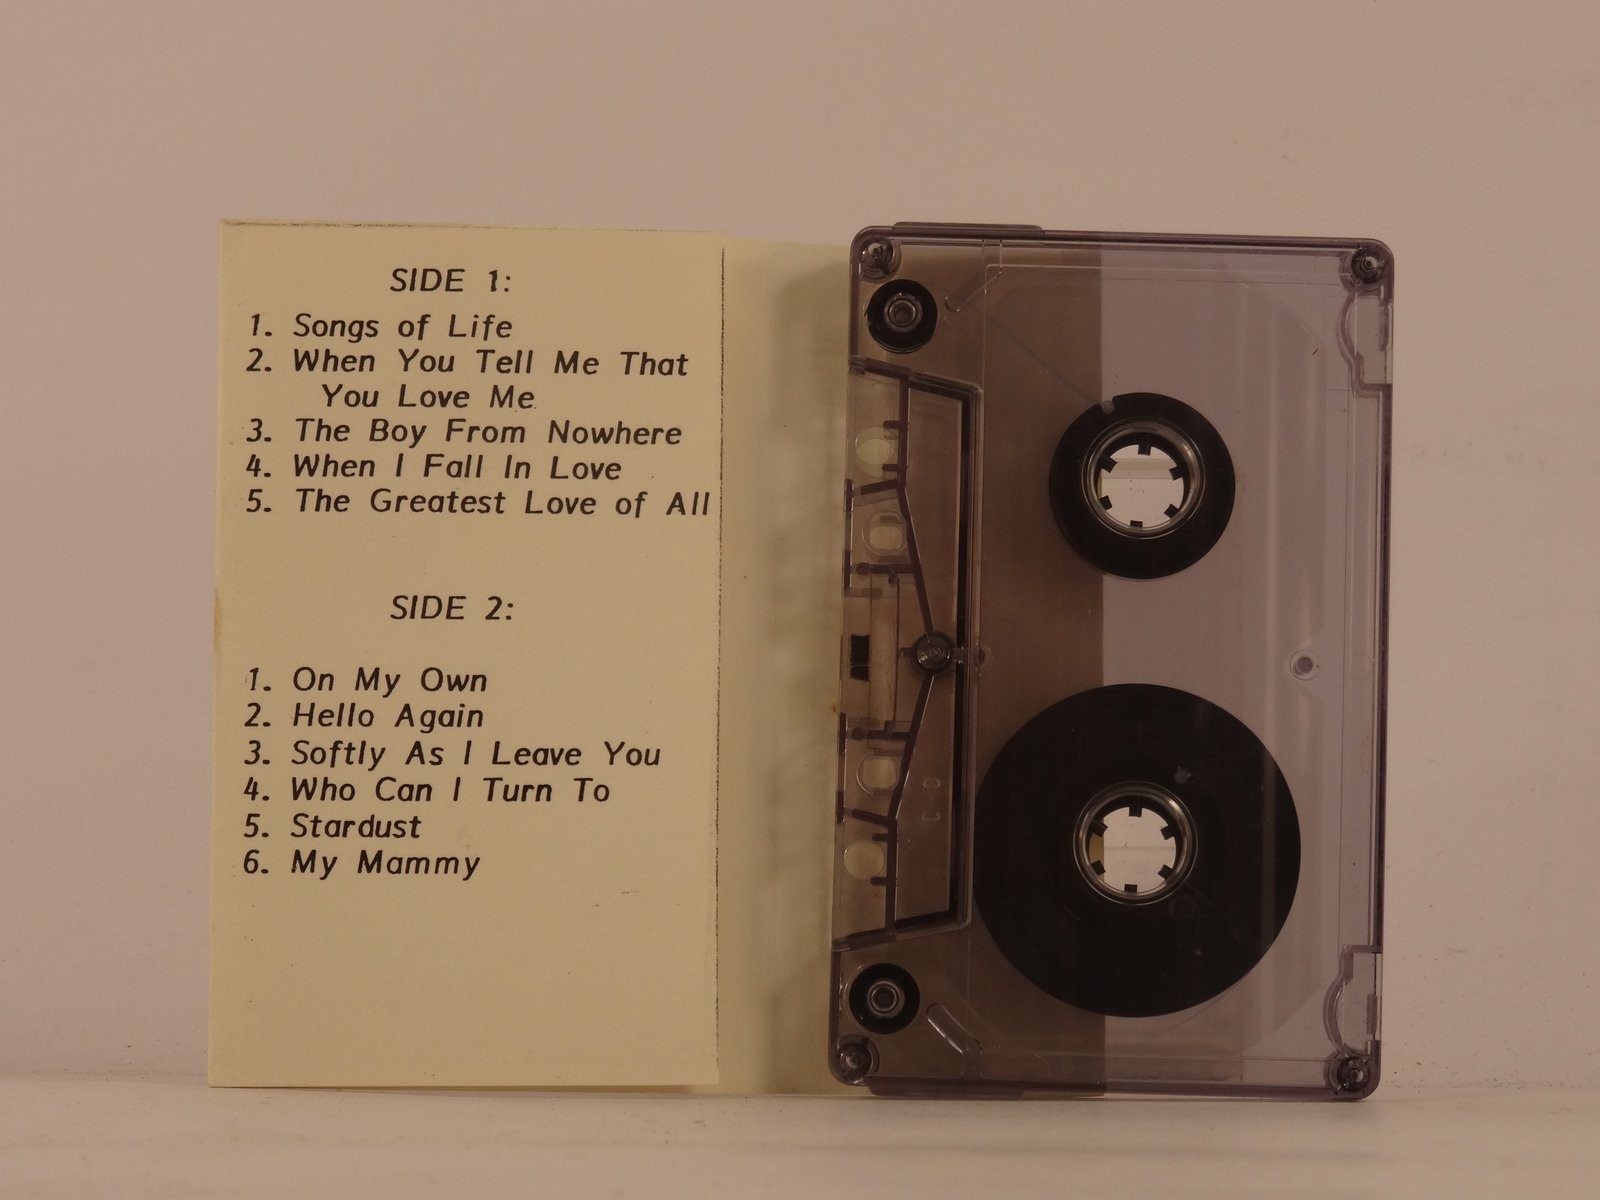 SIDE 1:
1. Songs of Life
2. When You Tell Me That
You Love Me
3. The Boy From Nowhere
4. When I Fall In Love
5. The Greatest Love of All
SIDE 2:
1. On My Own
2. Hello Again
3. Softly As I Leave You
4. Who Can I Turn To
5. Stardust
6. My Mammy